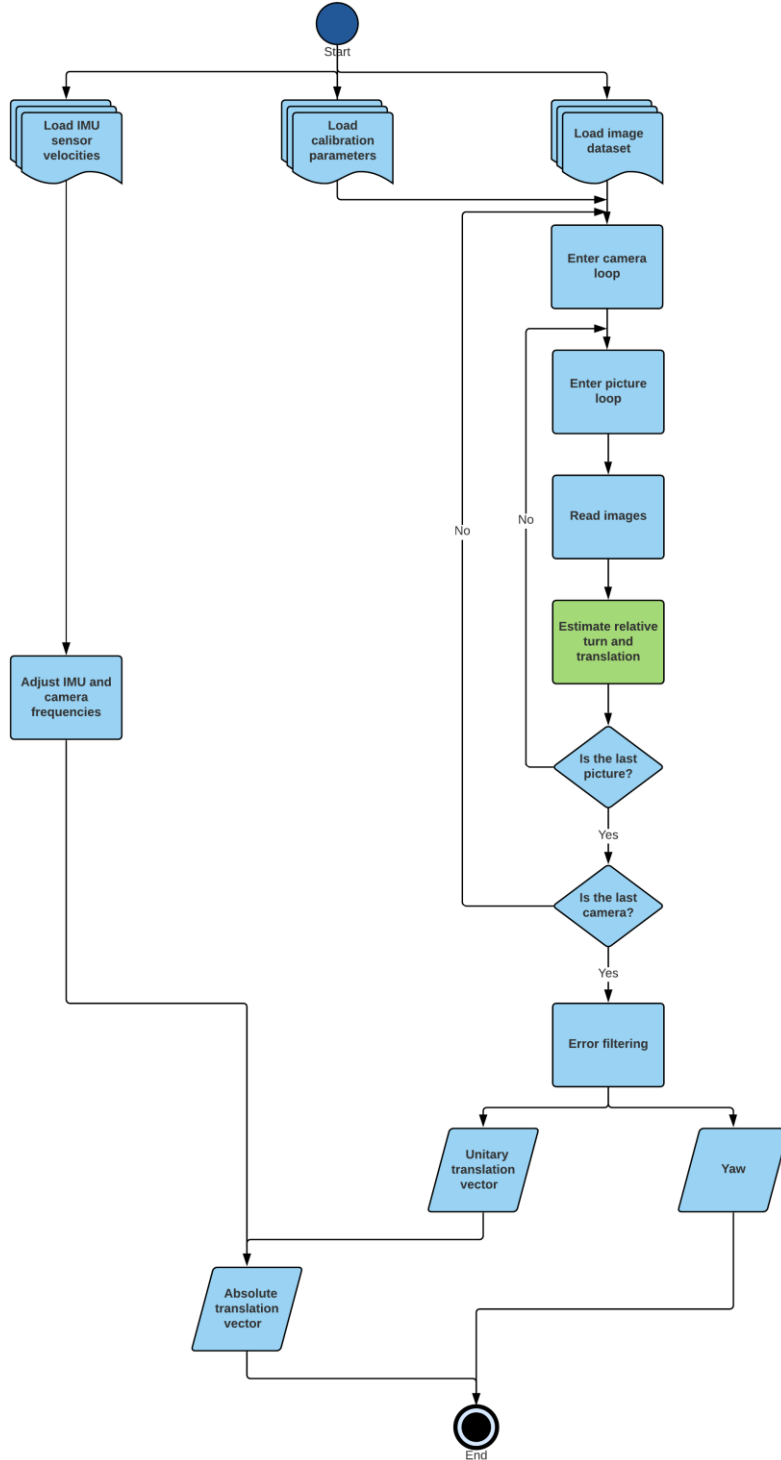 Start
Load IMU
sensor
velocities
Load
calibration
parameters
Load image
dataset
Enter camera
loop
Enter picture
loop
Read images
No
No
Estimate relative
turn and
translation
Adjust IMU and
camera
frequencies
Is the last
picture?
Yes
Is the last
camera?
Yes
Error filtering
Unitary
translation
vector
Yaw
Absolute
translation
vector
End